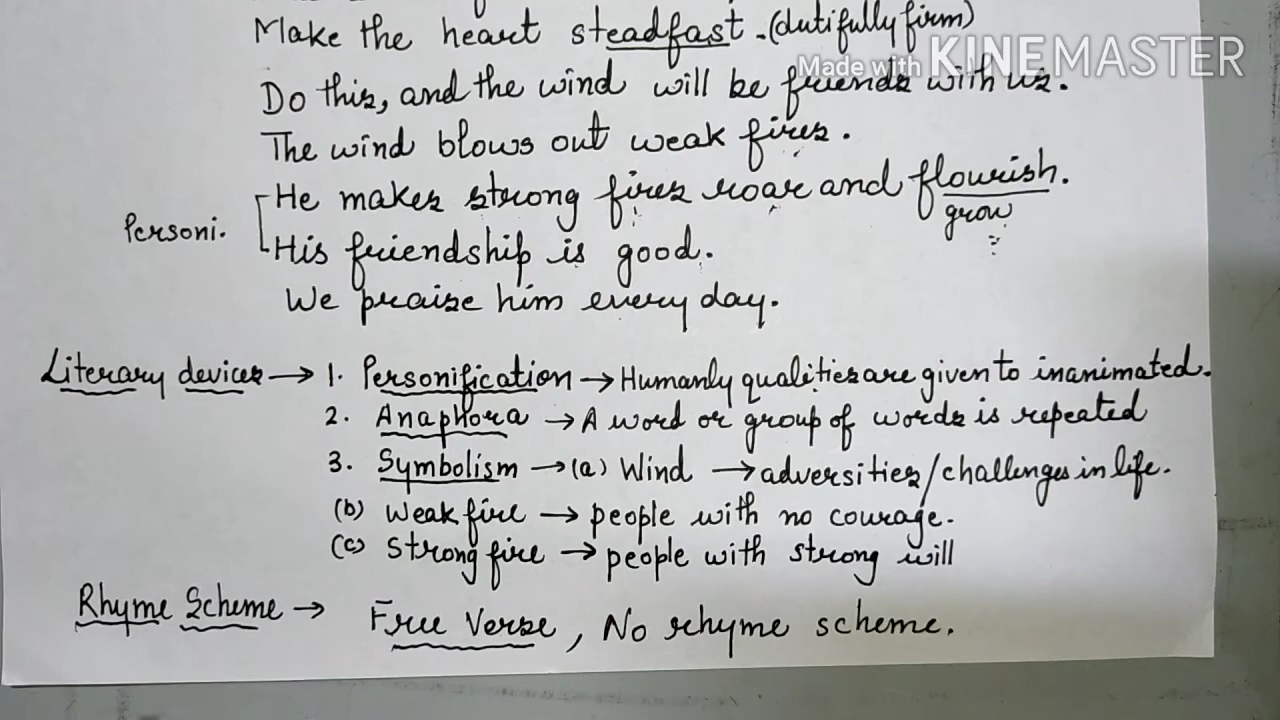 Make the heart steadfast. (dutifully firm)
Made with KINEMASTER
Do this, and the wind will be friends with us.
The wind blows out weak fires.
He makes strong fires roar and flourish.
grow
Personi.
His friendship is good.
We praise him every day.
Literary devices → 1. Personification → Humanly qualities are given to inanimated.
2. Anaphora → A word or group of words is repeated
3. Symbolism → (a) Wind → adversities/challenges in life.
(b) Weak fire → people with no courage.
(c) Strong fire → people with strong will
Rhyme Scheme → Free Verse, No rhyme scheme.